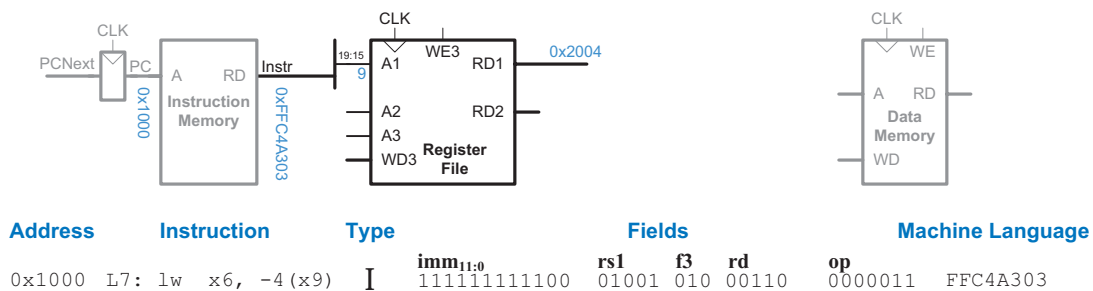 CLK
CLK
CLK
PCNext
PC
A
RD
Instruction
Memory
0x1000
Instr
0xFFC4A303
19:15
9
A1
WE3
RD1
0x2004
A2
RD2
A3
WD3
Register
File
WE
A
RD
Data
Memory
WD
Address Instruction Type Fields Machine Language
imm11:0 rs1 f3 rd op
0x1000 L7: lw x6, -4(x9) I 111111111100 01001 010 00110 0000011 FFC4A303